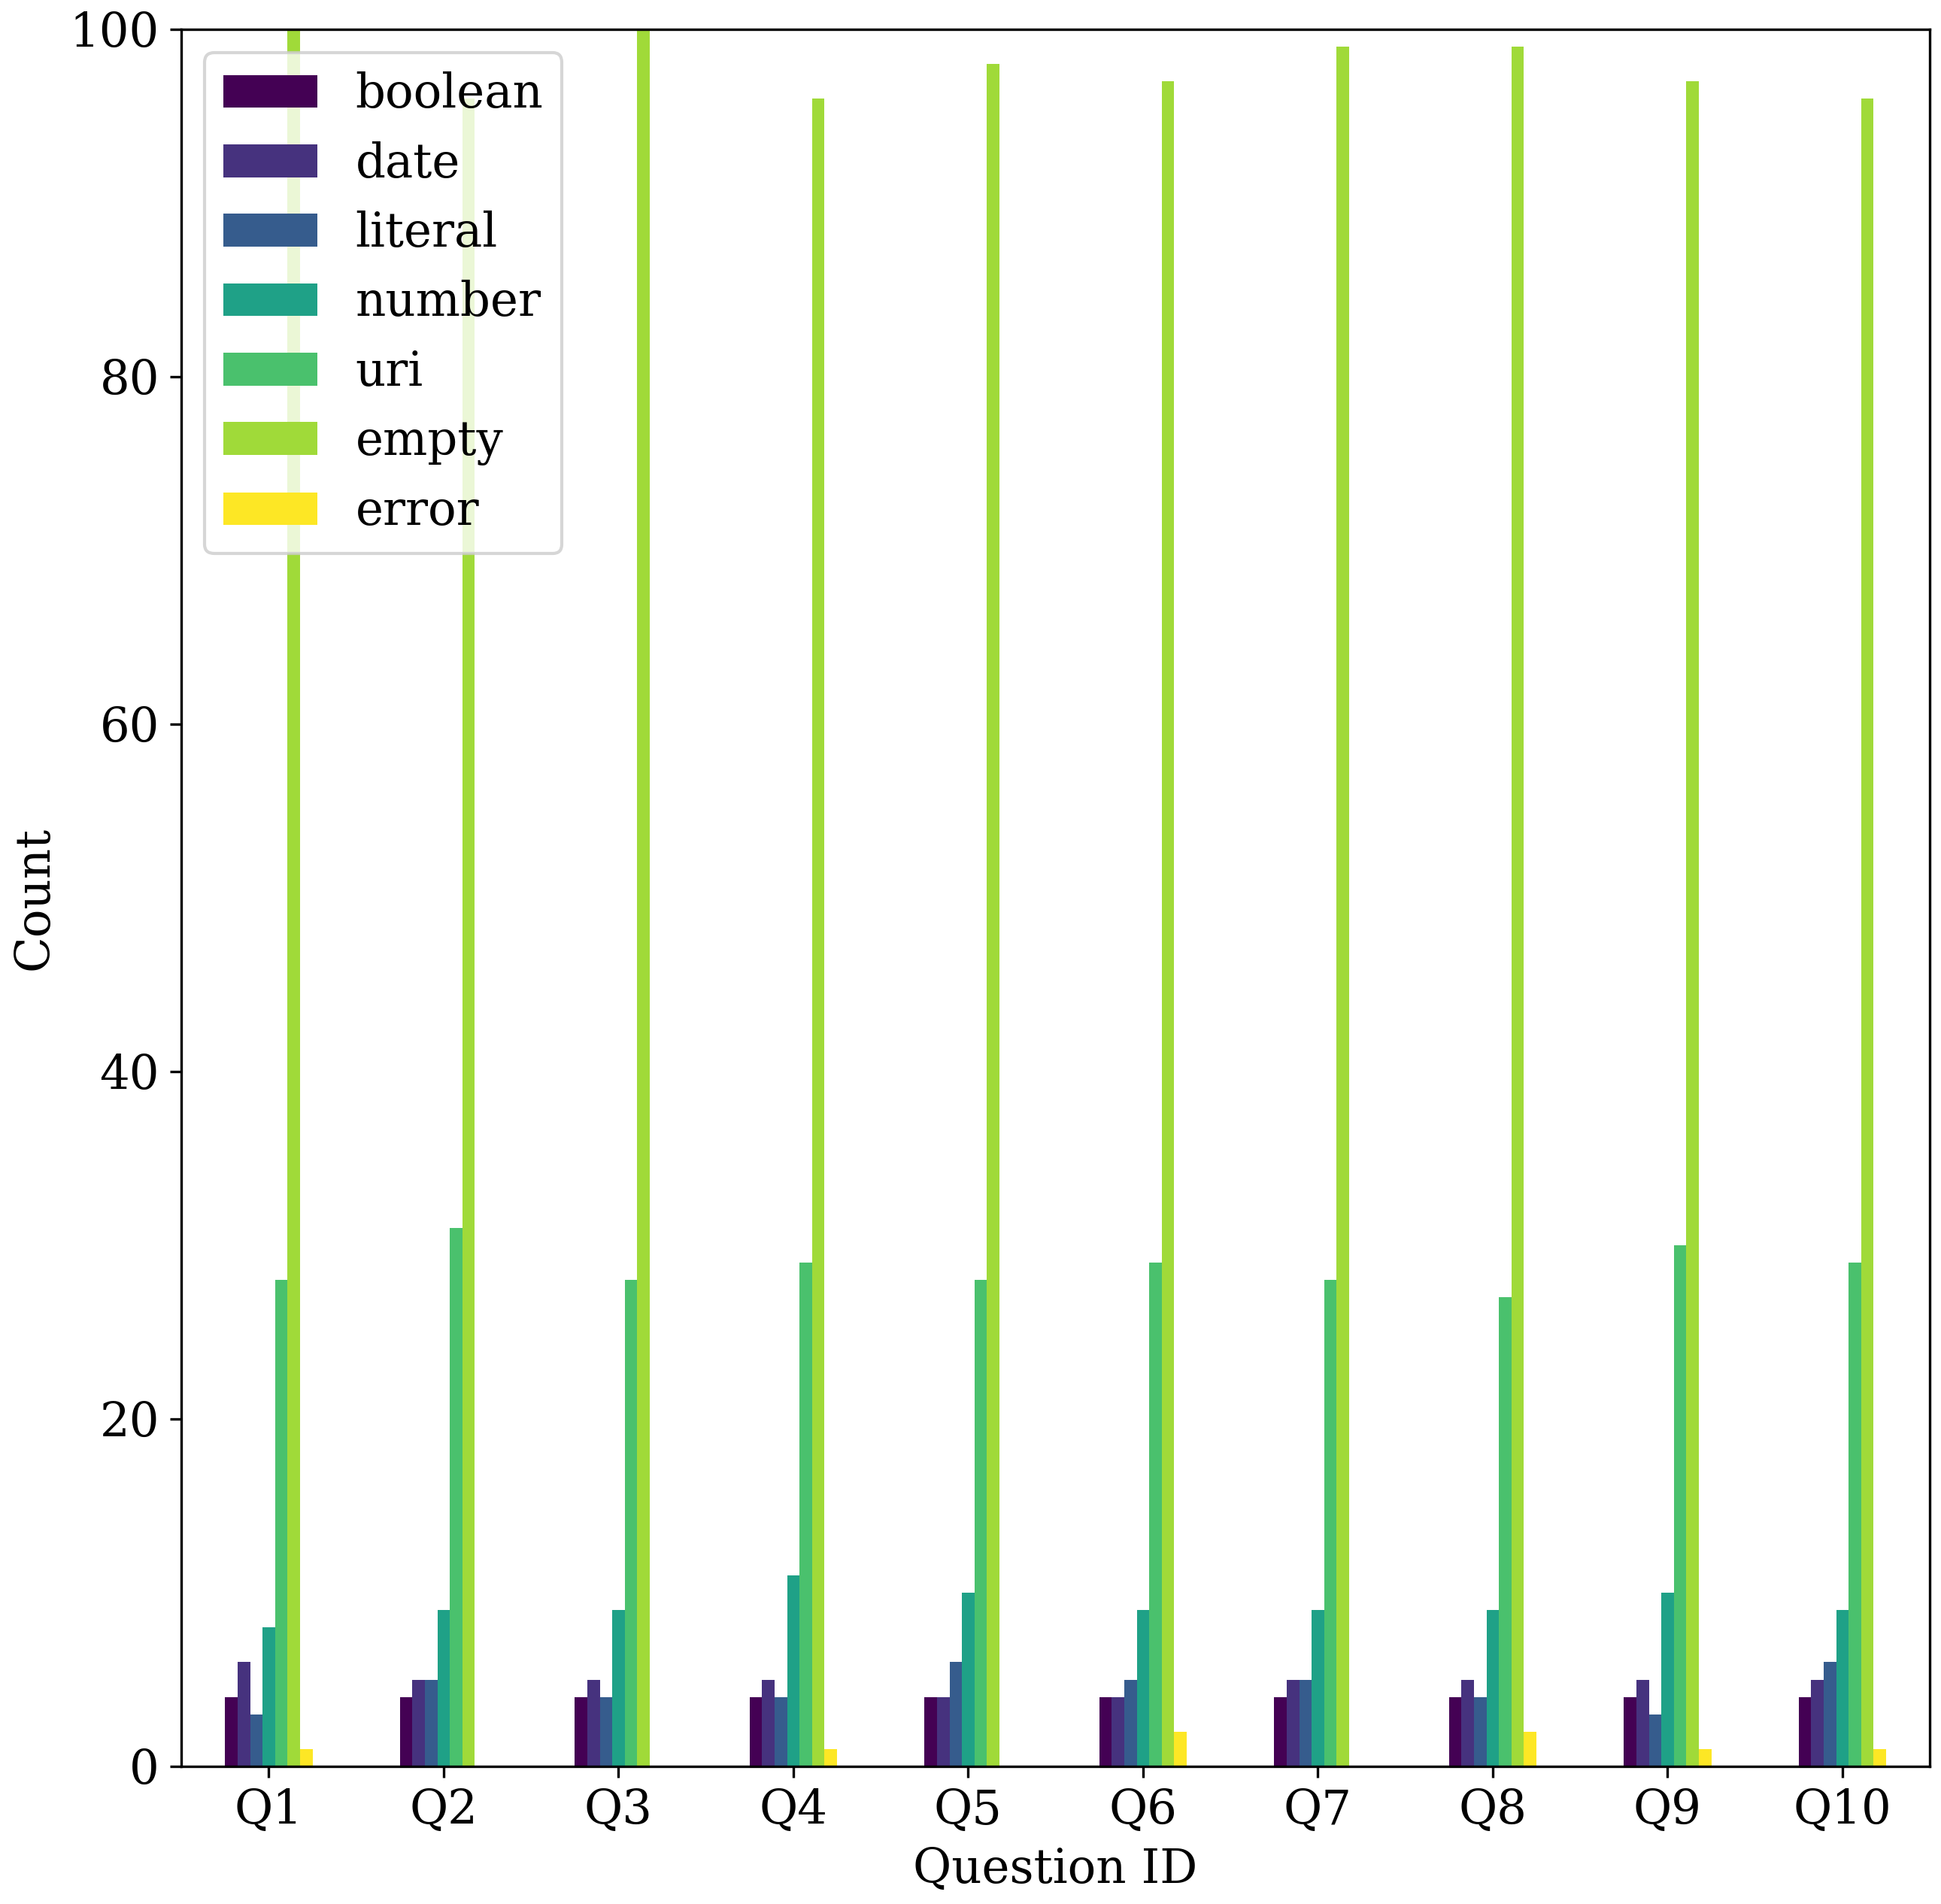 100
80
60
40
20
0
Count
boolean
date
literal
number
uri
empty
error
Q1 Q2 Q3 Q4 Q5 Q6 Q7 Q8 Q9 Q10
Question ID